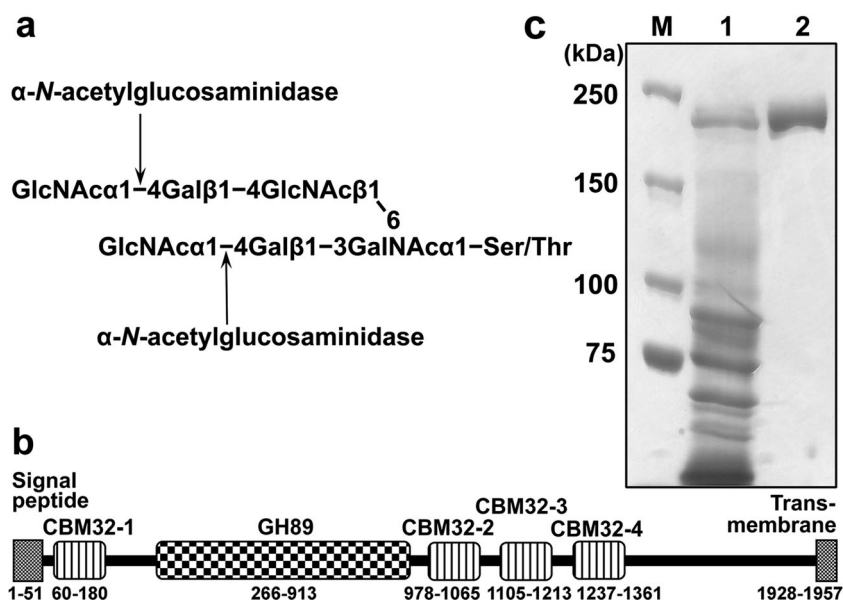 a
α-N-acetylglucosaminidase
GlcNAcα1−4Galβ1−4GlcNAcβ1
6
GlcNAcα1−4Galβ1−3GalNAcα1−Ser/Thr
α-N-acetylglucosaminidase
c
M 1 2
(kDa)
250
150
100
75
b
Signal
peptide
CBM32-1
GH89
CBM32-2
CBM32-3
CBM32-4
Trans-
membrane
1-51 60-180 266-913 978-1065 1105-1213 1237-1361 1928-1957